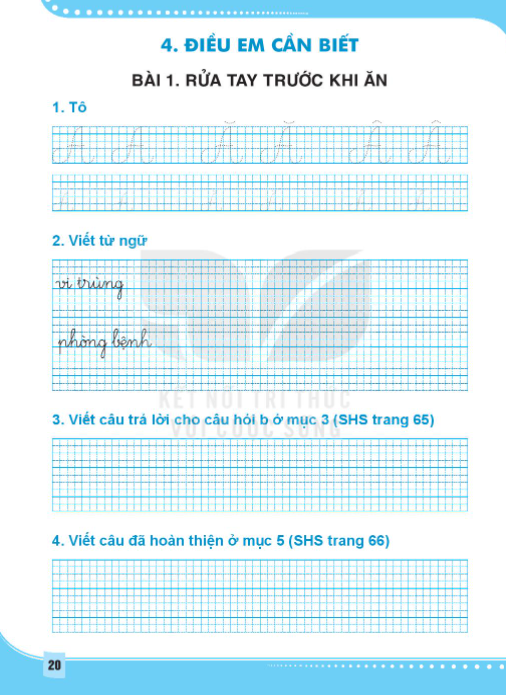 4. ĐIỀU EM CẦN BIẾT
BÀI 1. RỬA TAY TRƯỚC KHI ĂN
1. Tô
A A Ă Ă Â Â
A A Ă Ă Â Â
2. Viết từ ngữ
vi trùng
phòng bệnh
KẾT NỐI TRI THỨC
VỚI CUỘC SỐNG
3. Viết câu trả lời cho câu hỏi b ở mục 3 (SHS trang 65)
4. Viết câu đã hoàn thiện ở mục 5 (SHS trang 66)
20